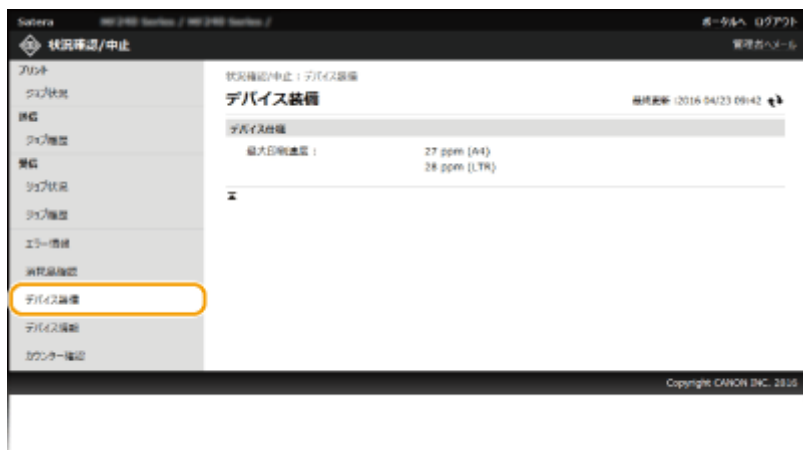 Satera
ポータルへ ログアウト
状況確認/中止
管理者へメール
プリント
ジョブ状況
送信
ジョブ履歴
受信
ジョブ状況
ジョブ履歴
エラー情報
消耗品確認
デバイス装備
デバイス情報
カウンター確認
状況確認/中止 : デバイス装備
デバイス装備
最終更新 :2016 04/23 09:42
デバイス仕様
最大印刷速度 :
27 ppm (A4)
28 ppm (LTR)
Copyright CANON INC. 2016